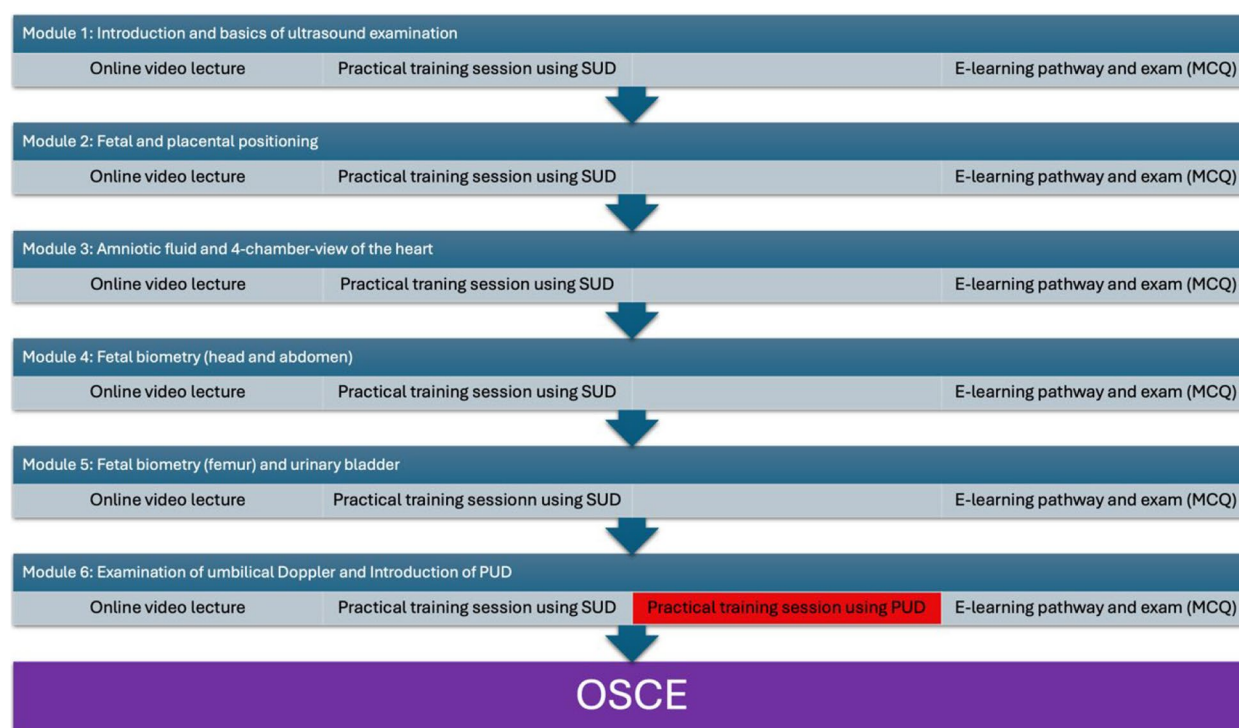 Module 1: Introduction and basics of ultrasound examination
Online video lecture Practical training session using SUD E-learning pathway and exam (MCQ)
Module 2: Fetal and placental positioning
Online video lecture Practical training session using SUD E-learning pathway and exam (MCQ)
Module 3: Amniotic fluid and 4-chamber-view of the heart
Online video lecture Practical traning session using SUD E-learning pathway and exam (MCQ)
Module 4: Fetal biometry (head and abdomen)
Online video lecture Practical training session using SUD E-learning pathway and exam (MCQ)
Module 5: Fetal biometry (femur) and urinary bladder
Online video lecture Practical training sessionn using SUD E-learning pathway and exam (MCQ)
Module 6: Examination of umbilical Doppler and Introduction of PUD
Online video lecture Practical training session using SUD Practical training session using PUD E-learning pathway and exam (MCQ)
OSCE